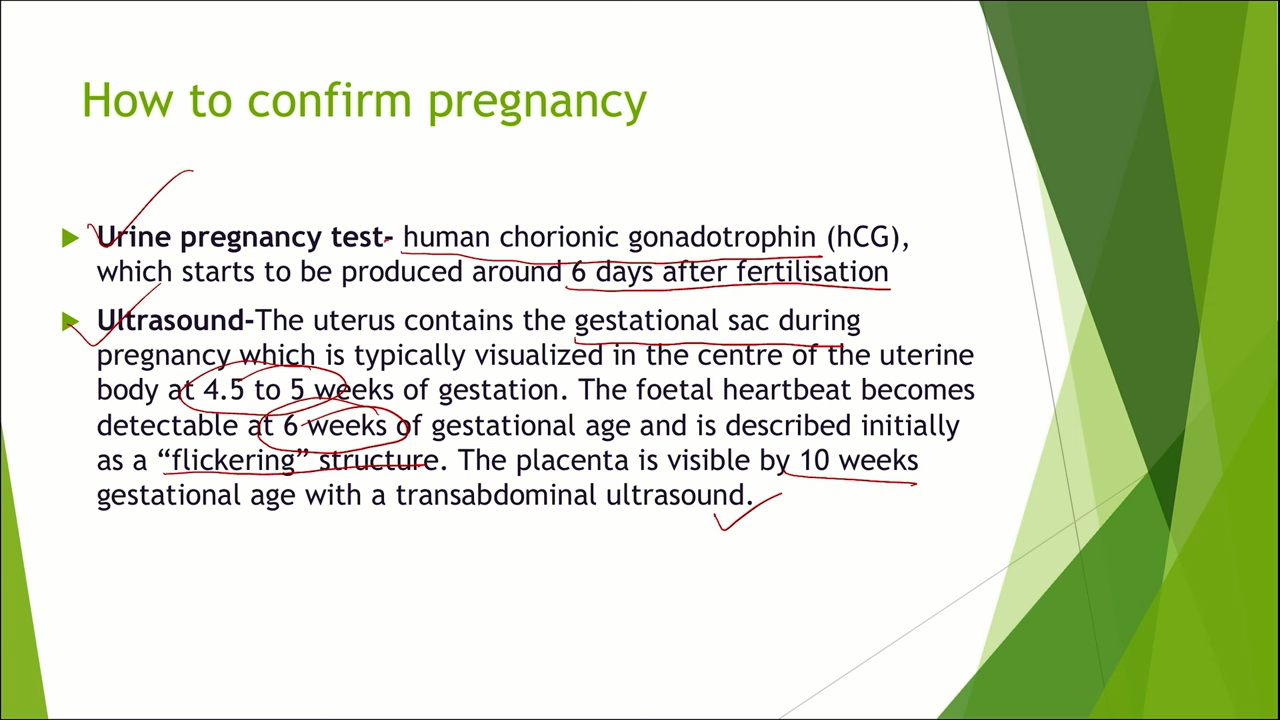 How to confirm pregnancy
Urine pregnancy test- human chorionic gonadotrophin (hCG),
which starts to be produced around 6 days after fertilisation
Ultrasound-The uterus contains the gestational sac during
pregnancy which is typically visualized in the centre of the uterine
body at 4.5 to 5 weeks of gestation. The foetal heartbeat becomes
detectable at 6 weeks of gestational age and is described initially
as a “flickering” structure. The placenta is visible by 10 weeks
gestational age with a transabdominal ultrasound.